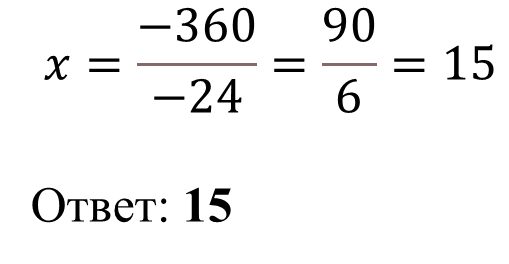 x = −360/−24 = 90/6 = 15
Ответ: 15